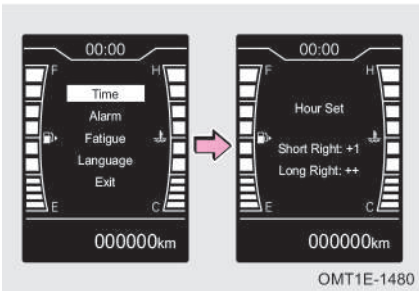 00:00
F H
Time
Alarm
Fatigue
Language
Exit
E C
000000km
00:00
F H
Hour Set
Short Right: +1
Long Right: ++
E C
000000km
OMT1E-1480